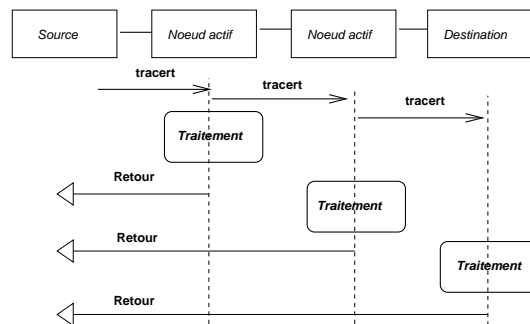 Source Noeud actif Noeud actif Destination
tracert
tracert
tracert
Traitement
Retour
Traitement
Retour
Traitement
Retour